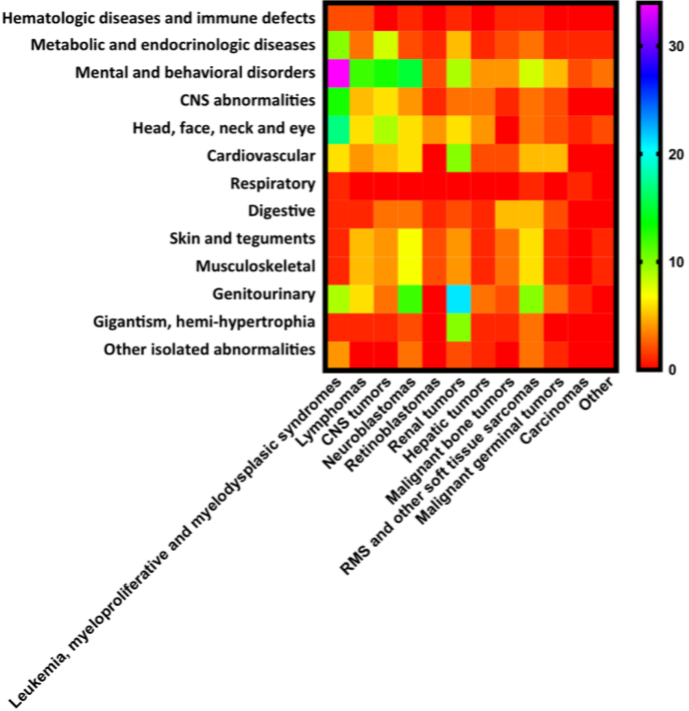 Hematologic diseases and immune defects
Metabolic and endocrinologic diseases
Mental and behavioral disorders
CNS abnormalities
Head, face, neck and eye
Cardiovascular
Respiratory
Digestive
Skin and teguments
Musculoskeletal
Genitourinary
Gigantism, hemi-hypertrophia
Other isolated abnormalities
30
20
10
0
Leukemia, myeloproliferative and myelodysplasic syndromes
Lymphomas
CNS tumors
Neuroblastomas
Retinoblastomas
Renal tumors
Hepatic tumors
Malignant bone tumors
RMS and other soft tissue sarcomas
Malignant germinal tumors
Carcinomas
Other